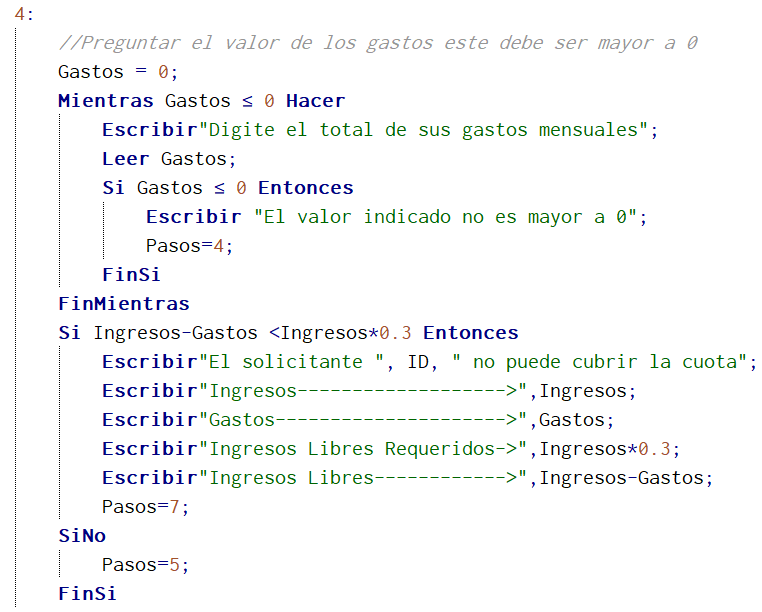 4:
//Preguntar el valor de los gastos este debe ser mayor a 0
Gastos = 0;
Mientras Gastos ≤ 0 Hacer
Escribir"Digite el total de sus gastos mensuales";
Leer Gastos;
Si Gastos ≤ 0 Entonces
Escribir "El valor indicado no es mayor a 0";
Pasos=4;
FinSi
FinMientras
Si Ingresos-Gastos <Ingresos*0.3 Entonces
Escribir"El solicitante ", ID, " no puede cubrir la cuota";
Escribir"Ingresos------------------->",Ingresos;
Escribir"Gastos--------------------->",Gastos;
Escribir"Ingresos Libres Requeridos->",Ingresos*0.3;
Escribir"Ingresos Libres------------>",Ingresos-Gastos;
Pasos=7;
SiNo
Pasos=5;
FinSi